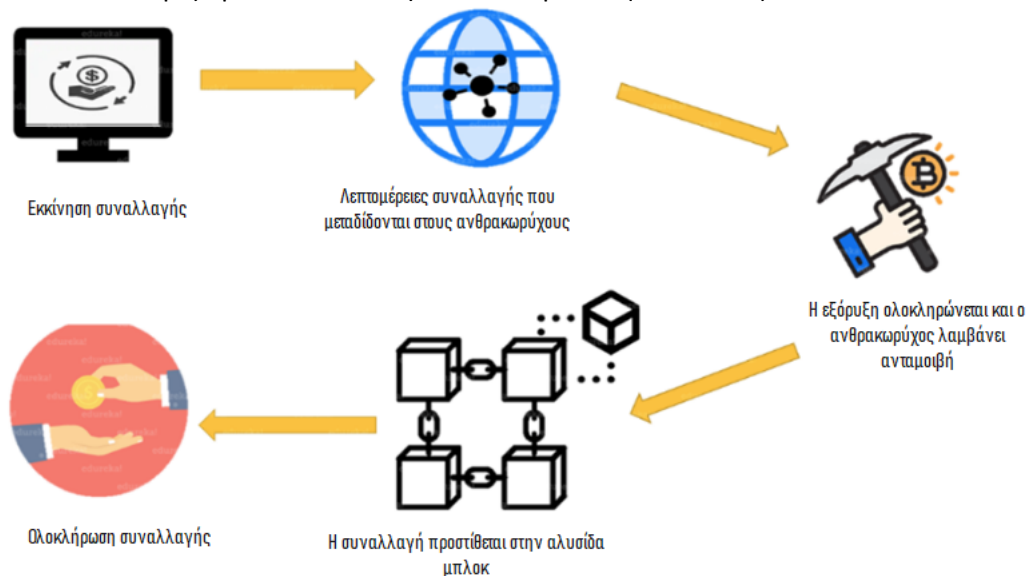 Εκκίνηση συναλλαγής
Λεπτομέρειες συναλλαγής που
μεταδίδονται στους ανθρακωρύχους
Η εξόρυξη ολοκληρώνεται και ο
ανθρακωρύχος λαμβάνει
ανταμοιβή
Η συναλλαγή προστίθεται στην αλυσίδα
μπλοκ
Ολοκλήρωση συναλλαγής
edureka!